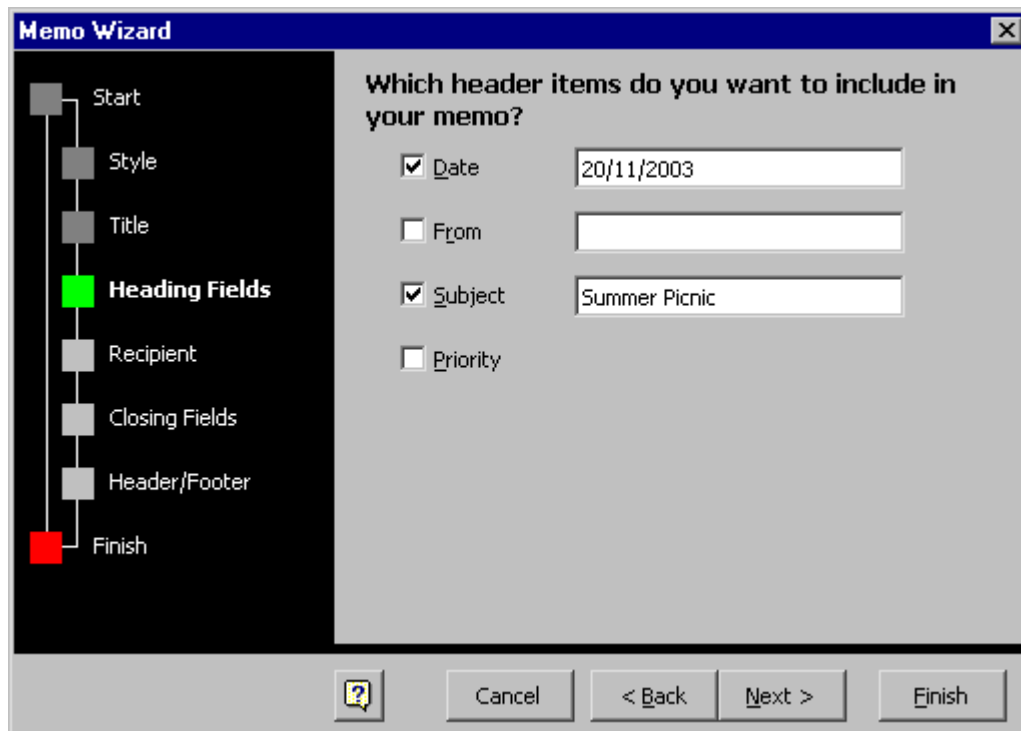 Memo Wizard
Start
Style
Title
Heading Fields
Recipient
Closing Fields
Header/Footer
Finish
Which header items do you want to include in
your memo?
Date 20/11/2003
From
Subject Summer Picnic
Priority
? Cancel < Back Next > Finish